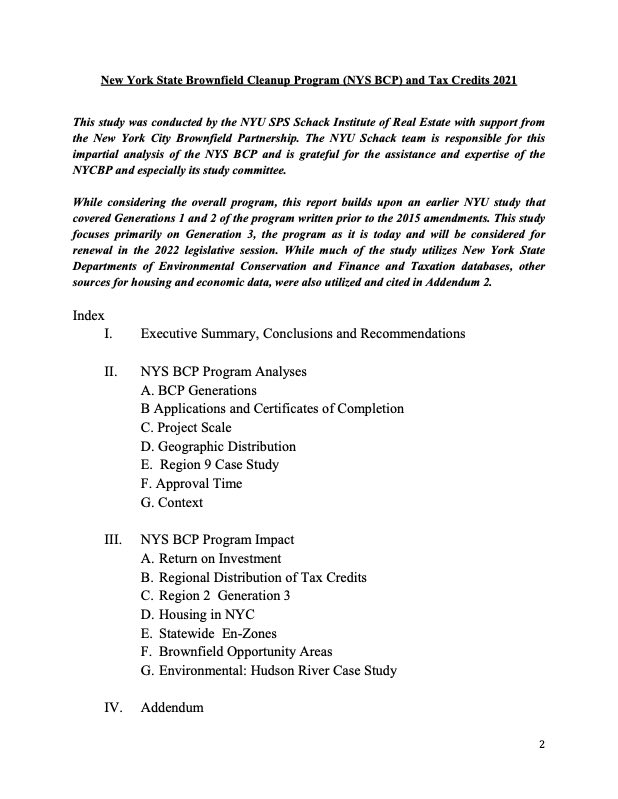 New York State Brownfield Cleanup Program (NYS BCP) and Tax Credits 2021
This study was conducted by the NYU SPS Schack Institute of Real Estate with support from
the New York City Brownfield Partnership. The NYU Schack team is responsible for this
impartial analysis of the NYS BCP and is grateful for the assistance and expertise of the
NYCBP and especially its study committee.
While considering the overall program, this report builds upon an earlier NYU study that
covered Generations 1 and 2 of the program written prior to the 2015 amendments. This study
focuses primarily on Generation 3, the program as it is today and will be considered for
renewal in the 2022 legislative session. While much of the study utilizes New York State
Departments of Environmental Conservation and Finance and Taxation databases, other
sources for housing and economic data, were also utilized and cited in Addendum 2.
Index
I. Executive Summary, Conclusions and Recommendations
II. NYS BCP Program Analyses
A. BCP Generations
B Applications and Certificates of Completion
C. Project Scale
D. Geographic Distribution
E. Region 9 Case Study
F. Approval Time
G. Context
III. NYS BCP Program Impact
A. Return on Investment
B. Regional Distribution of Tax Credits
C. Region 2 Generation 3
D. Housing in NYC
E. Statewide En-Zones
F. Brownfield Opportunity Areas
G. Environmental: Hudson River Case Study
IV. Addendum
2